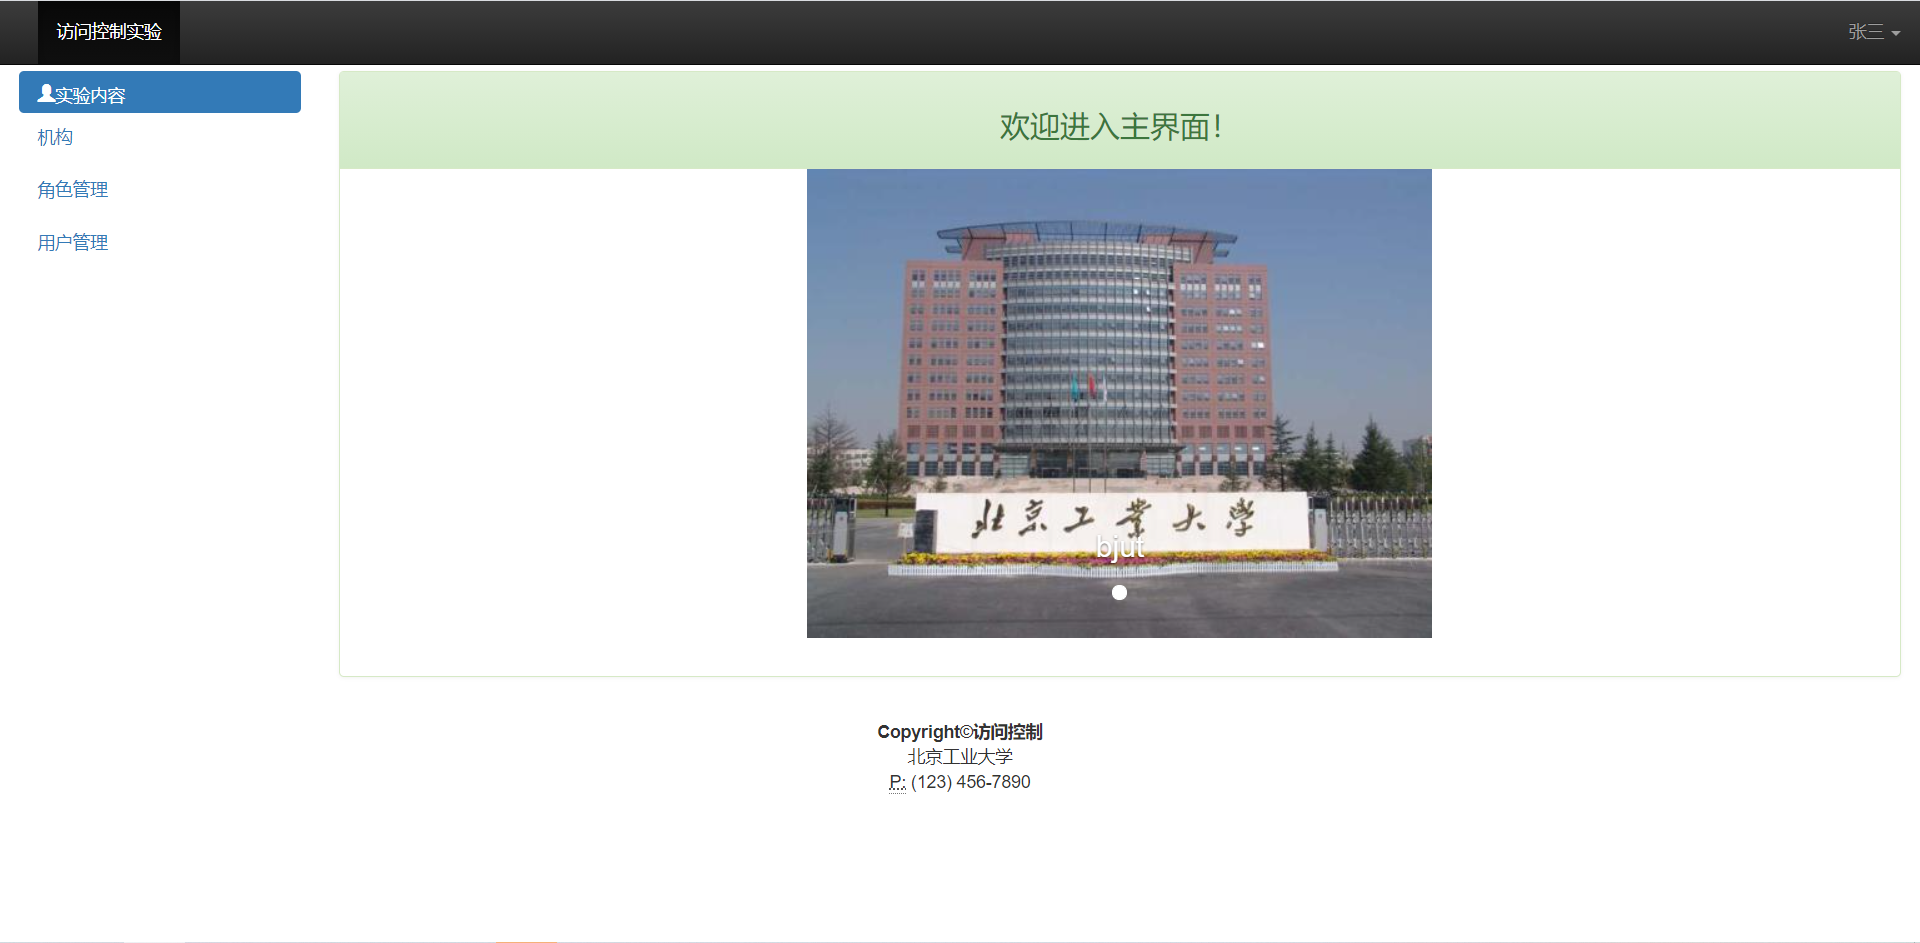 访问控制实验
张三
实验内容
机构
角色管理
用户管理
欢迎进入主界面！
北京工业大学
bjut
Copyright©访问控制
北京工业大学
P: (123) 456-7890